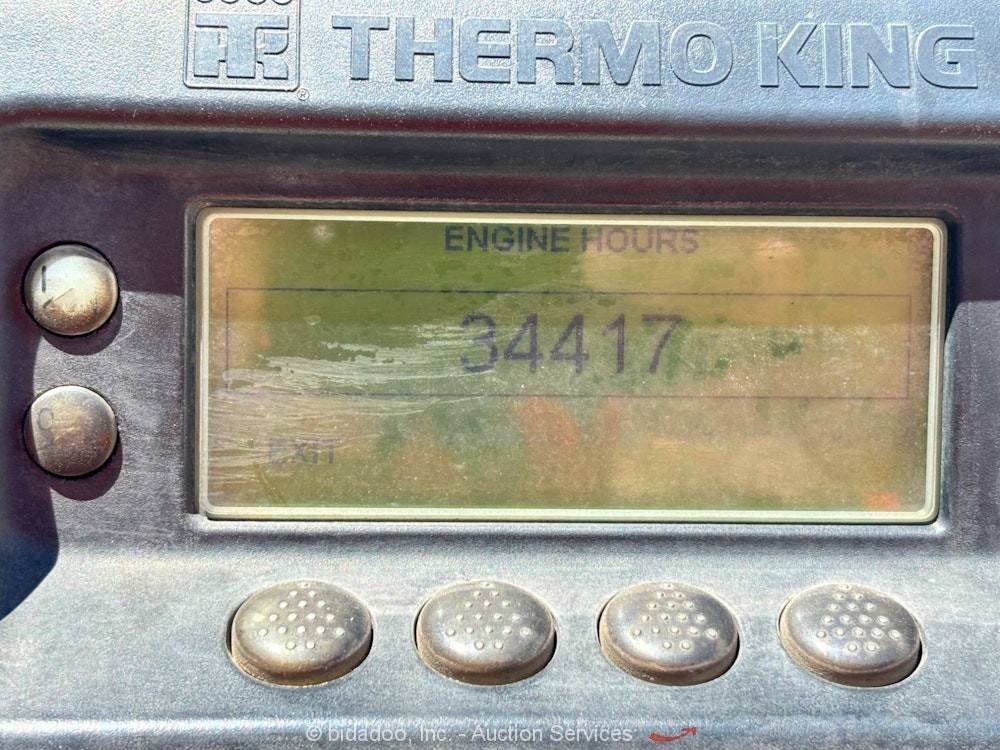 THERMO KING
ENGINE HOURS
34417
EXIT
© bidadoo, Inc. - Auction Services